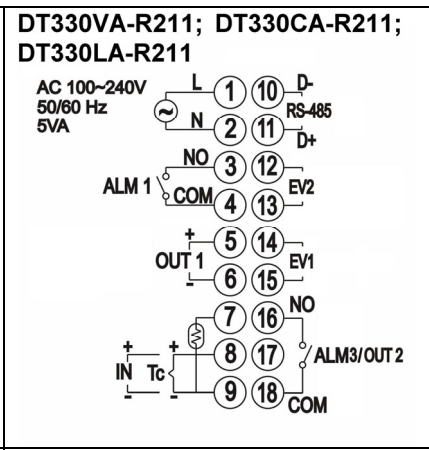 DT330VA-R211; DT330CA-R211;
DT330LA-R211
AC 100~240V
50/60 Hz
5VA
L
N
1
10
D-
RS-485
2
11
D+
NO
3
12
ALM 1
COM
4
13
EV2
+
5
14
OUT 1
-
6
15
EV1
7
16
NO
+
+
8
17
IN
Tc
ALM3/OUT 2
-
-
9
18
COM